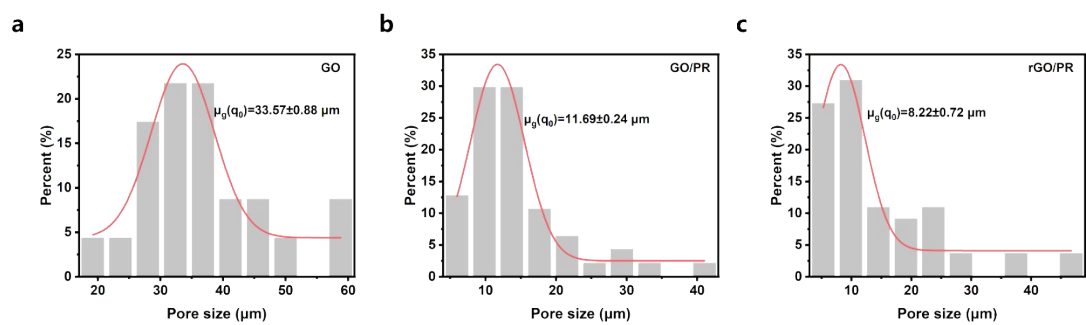 a
GO
μg(q0)=33.57±0.88 μm
Percent (%)
25
20
15
10
5
0
20 30 40 50 60
Pore size (μm)
b
GO/PR
μg(q0)=11.69±0.24 μm
Percent (%)
35
30
25
20
15
10
5
0
10 20 30 40
Pore size (μm)
c
rGO/PR
μg(q0)=8.22±0.72 μm
Percent (%)
35
30
25
20
15
10
5
0
10 20 30 40
Pore size (μm)